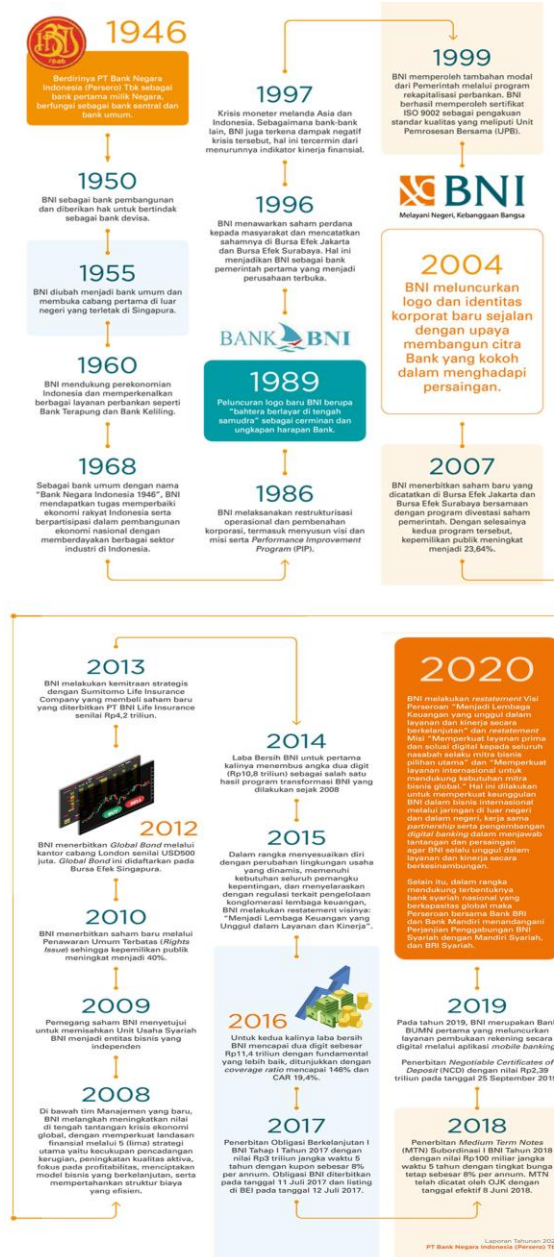 BNI
1946
1946
Berdirinya PT Bank Negara
Indonesia (Persero) Tbk sebagai
bank pertama milik Negara,
berfungsi sebagai bank sentral dan
bank umum.
1950
BNI sebagai bank pembangunan
dan diberikan hak untuk bertindak
sebagai bank devisa.
1955
BNI diubah menjadi bank umum dan
membuka cabang pertama di luar
negeri yang terletak di Singapura.
1960
BNI mendukung perekonomian
Indonesia dan memperkenalkan
berbagai layanan perbankan seperti
Bank Terapung dan Bank Keliling.
1968
Sebagai bank umum dengan nama
"Bank Negara Indonesia 1946", BNI
mendapatkan tugas memperbaiki
ekonomi rakyat Indonesia serta
berpartisipasi dalam pembangunan
ekonomi nasional dengan
memberdayakan berbagai sektor
industri di Indonesia.
1997
Krisis moneter melanda Asia dan
Indonesia. Sebagaimana bank-bank
lain, BNI juga terkena dampak negatif
krisis tersebut, hal ini tercermin dari
menurunnya indikator kinerja finansial.
1996
BNI menawarkan saham perdana
kepada masyarakat dan mencatatkan
sahamnya di Bursa Efek Jakarta
dan Bursa Efek Surabaya. Hal ini
menjadikan BNI sebagai bank
pemerintah pertama yang menjadi
perusahaan terbuka.
BANK BNI
1989
Peluncuran logo baru BNI berupa
"bahtera berlayar di tengah
samudra" sebagai cerminan dan
ungkapan harapan Bank.
1986
BNI melaksanakan restrukturisasi
operasional dan pembenahan
korporasi, termasuk menyusun visi dan
misi serta Performance Improvement
Program (PIP).
1999
BNI memperoleh tambahan modal
dari Pemerintah melalui program
rekapitalisasi perbankan. BNI
berhasil memperoleh sertifikat
ISO 9002 sebagai pengakuan
standar kualitas yang meliputi Unit
Pemrosesan Bersama (UPB).
BNI
Melayani Negeri, Kebanggaan Bangsa
2004
BNI meluncurkan
logo dan identitas
korporat baru sejalan
dengan upaya
membangun citra
Bank yang kokoh
dalam menghadapi
persaingan.
2007
BNI menerbitkan saham baru yang
dicatatkan di Bursa Efek Jakarta dan
Bursa Efek Surabaya bersamaan
dengan program divestasi saham
pemerintah. Dengan selesainya
kedua program tersebut,
kepemilikan publik meningkat
menjadi 23,64%.
2013
BNI melakukan kemitraan strategis
dengan Sumitomo Life Insurance
Company yang membeli saham baru
yang diterbitkan PT BNI Life Insurance
senilai Rp4,2 triliun.
2012
BNI menerbitkan Global Bond melalui
kantor cabang London senilai USD500
juta. Global Bond ini didaftarkan pada
Bursa Efek Singapura.
2010
BNI menerbitkan saham baru melalui
Penawaran Umum Terbatas (Rights
Issue) sehingga kepemilikan publik
meningkat menjadi 40%.
2009
Pemegang saham BNI menyetujui
untuk memisahkan Unit Usaha Syariah
BNI menjadi entitas bisnis yang
independen
2008
Di bawah tim Manajemen yang baru,
BNI melangkah meningkatkan nilai
di tengah tantangan krisis ekonomi
global, dengan memperkuat landasan
finansial melalui 5 (lima) strategi
utama yaitu kecukupan pencadangan
kerugian, peningkatan kualitas aktiva,
fokus pada profitabilitas, menciptakan
model bisnis yang berkelanjutan, serta
mempertahankan struktur biaya
yang efisien.
2014
Laba Bersih BNI untuk pertama
kalinya menembus angka dua digit
(Rp10,8 triliun) sebagai salah satu
hasil program transformasi BNI yang
dilakukan sejak 2008
2015
Dalam rangka menyesuaikan diri
dengan perubahan lingkungan usaha
yang dinamis, memenuhi
kebutuhan seluruh pemangku
kepentingan, dan menyelaraskan
dengan regulasi terkait pengelolaan
konglomerasi lembaga keuangan,
BNI melakukan restatement visinya:
"Menjadi Lembaga Keuangan yang
Unggul dalam Layanan dan Kinerja".
2016
Untuk kedua kalinya laba bersih
BNI mencapai dua digit sebesar
Rp11,4 triliun dengan fundamental
yang lebih baik, ditunjukkan dengan
coverage ratio mencapai 146% dan
CAR 19,4%.
2017
Penerbitan Obligasi Berkelanjutan I
BNI Tahap I Tahun 2017 dengan
nilai Rp3 triliun jangka waktu 5
tahun dengan kupon sebesar 8%
per annum. Obligasi BNI diterbitkan
pada tanggal 11 Juli 2017 dan listing
di BEI pada tanggal 12 Juli 2017.
2020
BNI melakukan restatement Visi
Perseroan "Menjadi Lembaga
Keuangan yang unggul dalam
layanan dan kinerja secara
berkelanjutan" dan restatement
Misi "Memperkuat layanan prima
dan solusi digital kepada seluruh
nasabah selaku mitra bisnis
pilihan utama" dan "Memperkuat
layanan internasional untuk
mendukung kebutuhan mitra
bisnis global." Hal ini dilakukan
untuk memperkuat keunggulan
BNI dalam bisnis internasional
melalui jaringan di luar negeri
dan dalam negeri, kerja sama
partnership serta pengembangan
digital banking dalam menjawab
tantangan dan persaingan
agar BNI selalu unggul dalam
layanan dan kinerja secara
berkesinambungan.
Selain itu, dalam rangka
mendukung terbentuknya
bank syariah nasional yang
berkapasitas global maka
Perseroan bersama Bank BRI
dan Bank Mandiri menandangani
Perjanjian Penggabungan BNI
Syariah dengan Mandiri Syariah,
dan BRI Syariah.
2019
Pada tahun 2019, BNI merupakan Bank
BUMN pertama yang meluncurkan
layanan pembukaan rekening secara
digital melalui aplikasi mobile banking
Penerbitan Negotiable Certificates of
Deposit (NCD) dengan nilai Rp2,39
triliun pada tanggal 25 September 2019
2018
Penerbitan Medium Term Notes
(MTN) Subordinasi I BNI Tahun 2018
dengan nilai Rp100 miliar jangka
waktu 5 tahun dengan tingkat bunga
tetap sebesar 8% per annum. MTN
telah dicatat oleh OJK dengan
tanggal efektif 8 Juni 2018.
Laporan Tahunan 202
PT Bank Negara Indonesia (Persero) Tb